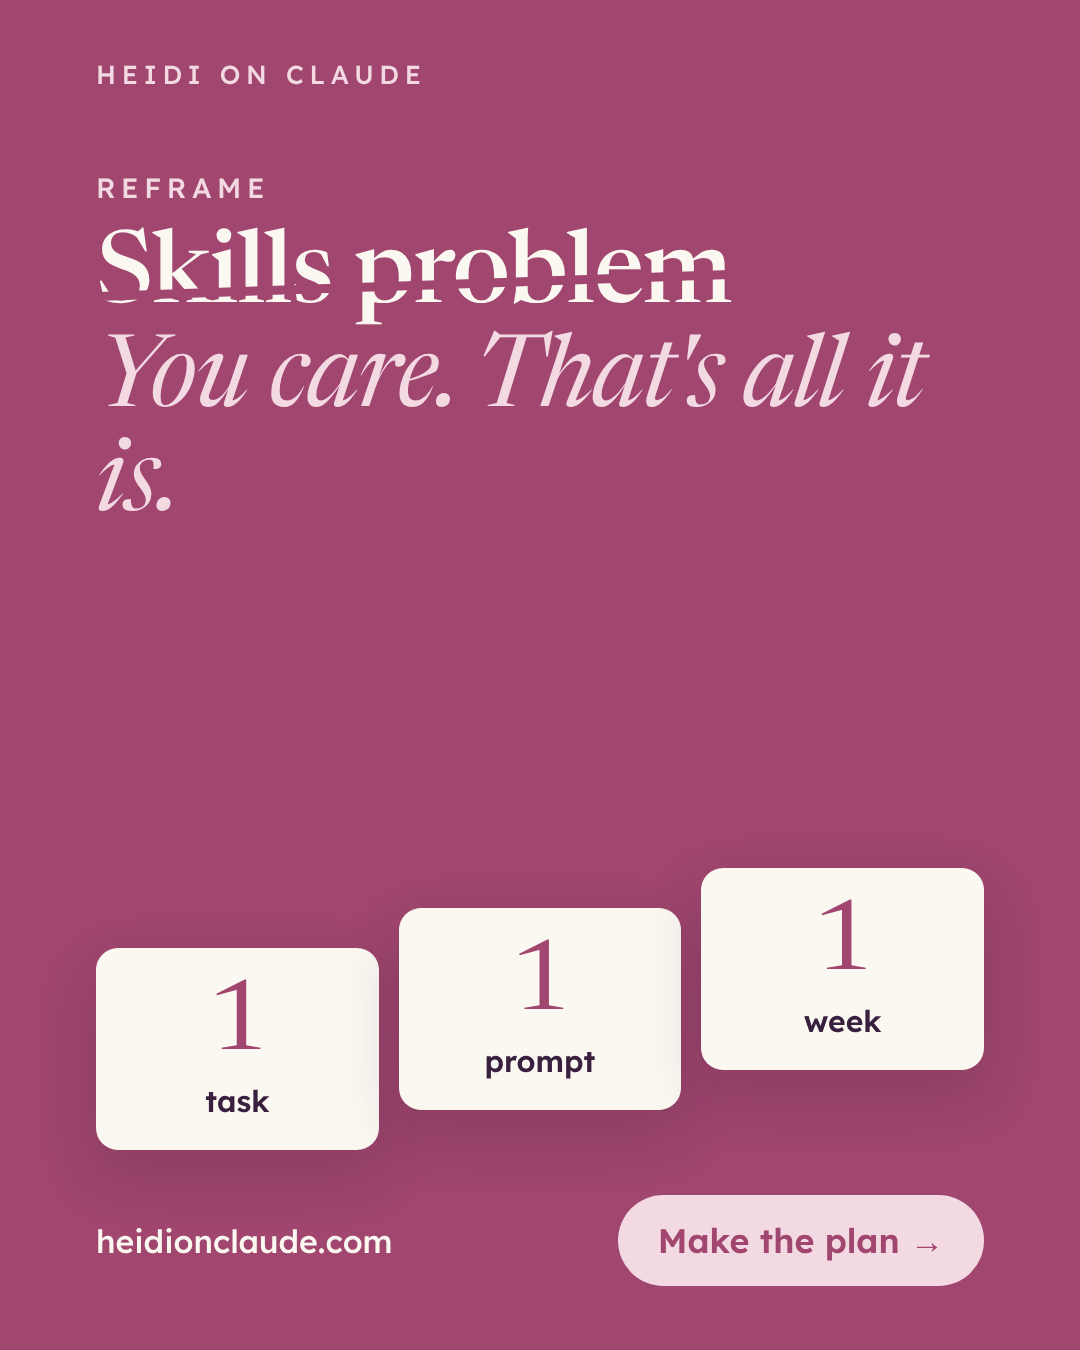 HEIDI ON CLAUDE
REFRAME
Skills problem
You care. That's all it
is.
1
task
1
prompt
1
week
heidionclaude.com
Make the plan →